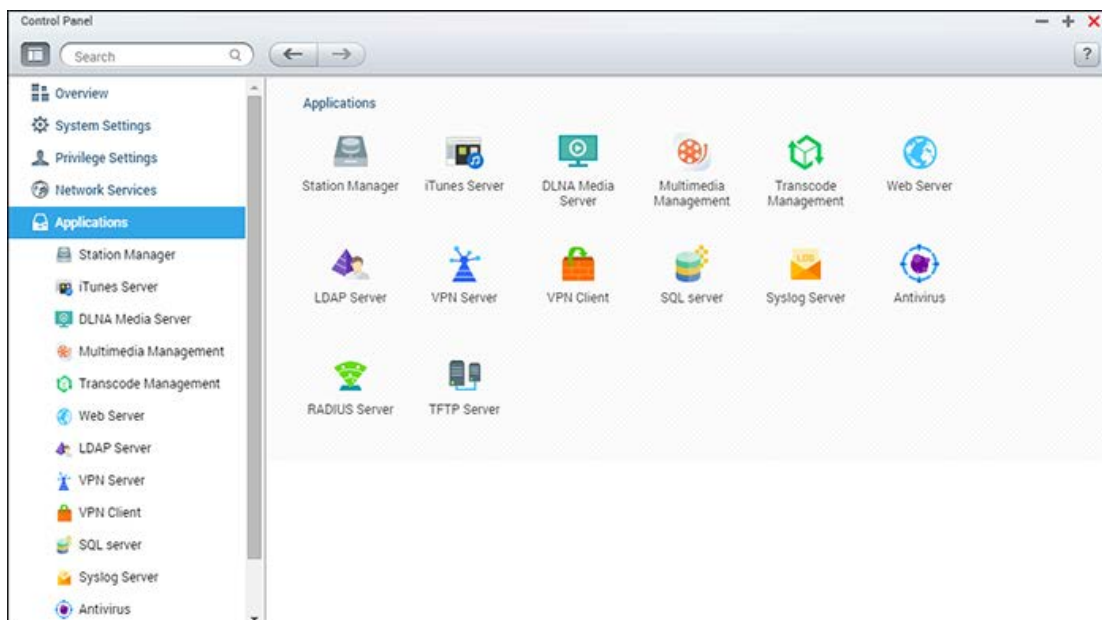 Control Panel
Search
?
Overview
System Settings
Privilege Settings
Network Services
Applications
Station Manager
iTunes Server
DLNA Media Server
Multimedia Management
Transcode Management
Web Server
LDAP Server
VPN Server
VPN Client
SQL server
Syslog Server
Antivirus
Applications
Station Manager
iTunes Server
DLNA Media
Server
Multimedia
Management
Transcode
Management
Web Server
LDAP Server
VPN Server
VPN Client
SQL server
LOG
Syslog Server
Antivirus
RADIUS Server
TFTP Server